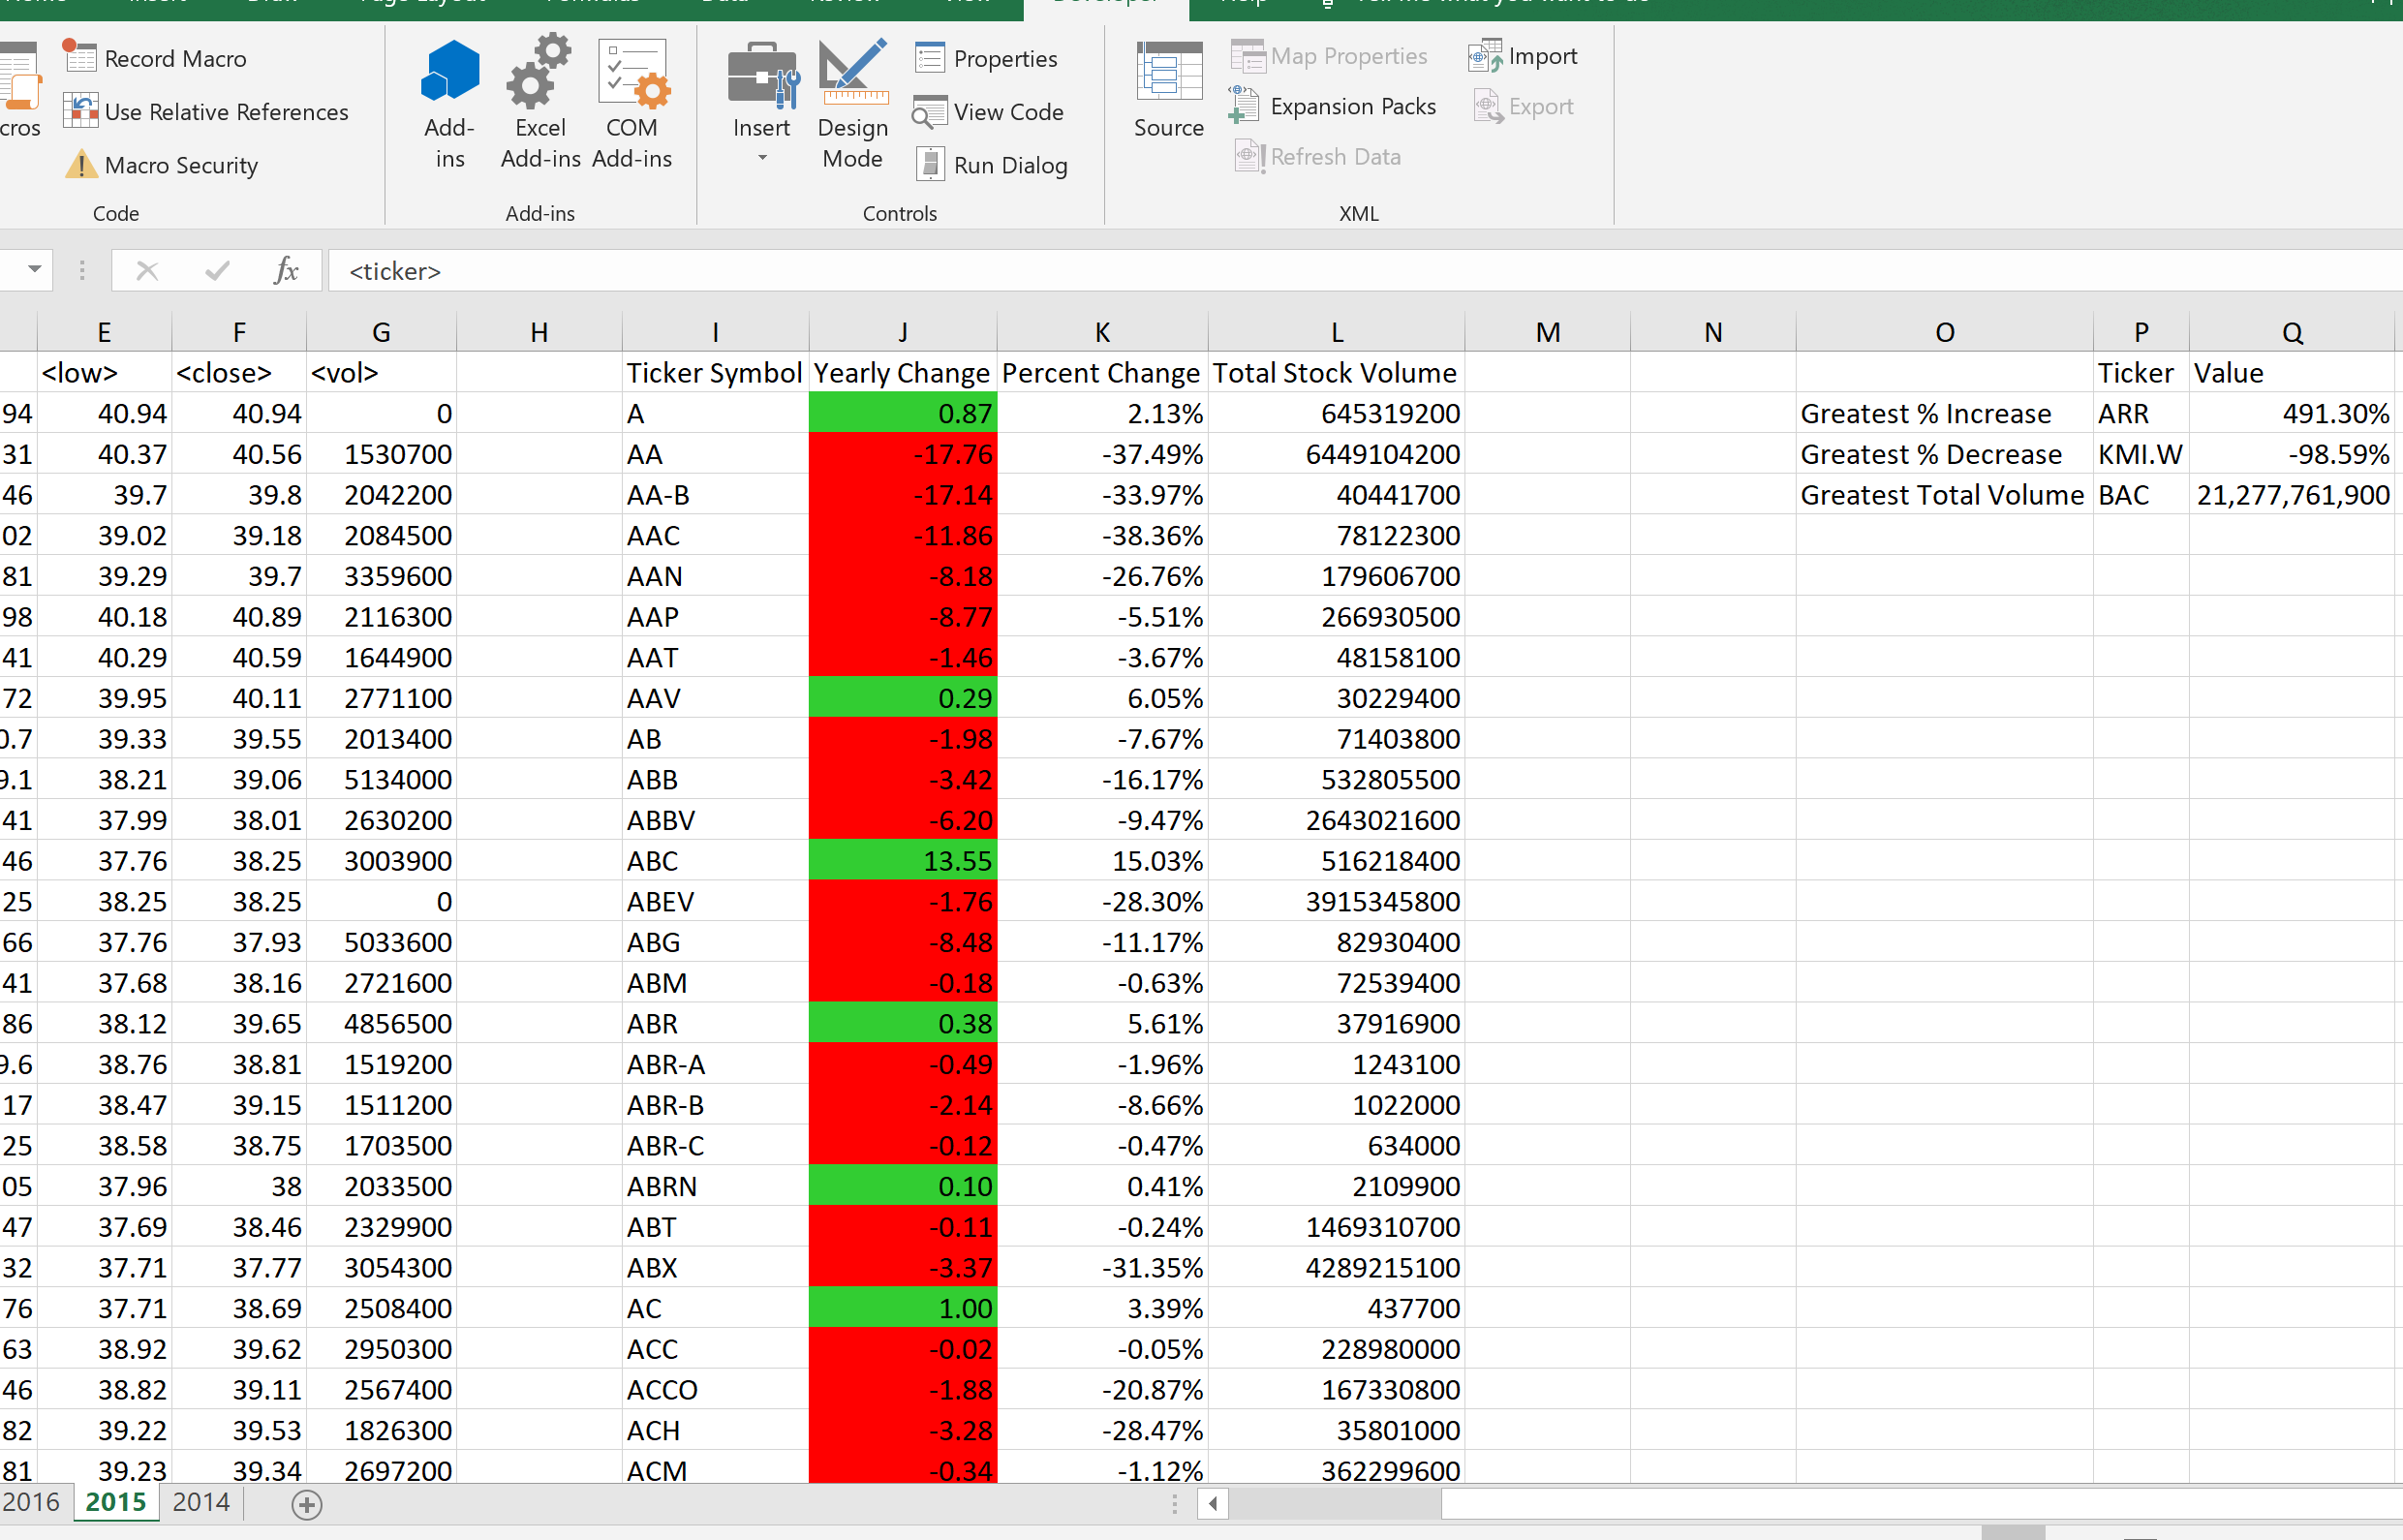 Developer
Help
Tell me what you want to do
Record Macro
Use Relative References
Macro Security
Code
Add-ins
Excel Add-ins
COM Add-ins
Add-ins
Insert
Design Mode
Properties
View Code
Run Dialog
Controls
Source
Map Properties
Expansion Packs
Refresh Data
Import
Export
XML
fx <ticker>
E F G H I J K L M N O P Q
<low> <close> <vol> Ticker Symbol Yearly Change Percent Change Total Stock Volume Ticker Value
94 40.94 40.94 0 A 0.87 2.13% 645319200 Greatest % Increase ARR 491.30%
31 40.37 40.56 1530700 AA -17.76 -37.49% 6449104200 Greatest % Decrease KMI.W -98.59%
46 39.7 39.8 2042200 AA-B -17.14 -33.97% 40441700 Greatest Total Volume BAC 21,277,761,900
02 39.02 39.18 2084500 AAC -11.86 -38.36% 78122300
81 39.29 39.7 3359600 AAN -8.18 -26.76% 179606700
98 40.18 40.89 2116300 AAP -8.77 -5.51% 266930500
41 40.29 40.59 1644900 AAT -1.46 -3.67% 48158100
72 39.95 40.11 2771100 AAV 0.29 6.05% 30229400
0.7 39.33 39.55 2013400 AB -1.98 -7.67% 71403800
9.1 38.21 39.06 5134000 ABB -3.42 -16.17% 532805500
41 37.99 38.01 2630200 ABBV -6.20 -9.47% 2643021600
46 37.76 38.25 3003900 ABC 13.55 15.03% 516218400
25 38.25 38.25 0 ABEV -1.76 -28.30% 3915345800
66 37.76 37.93 5033600 ABG -8.48 -11.17% 82930400
41 37.68 38.16 2721600 ABM -0.18 -0.63% 72539400
86 38.12 39.65 4856500 ABR 0.38 5.61% 37916900
9.6 38.76 38.81 1519200 ABR-A -0.49 -1.96% 1243100
17 38.47 39.15 1511200 ABR-B -2.14 -8.66% 1022000
25 38.58 38.75 1703500 ABR-C -0.12 -0.47% 634000
05 37.96 38 2033500 ABRN 0.10 0.41% 2109900
47 37.69 38.46 2329900 ABT -0.11 -0.24% 1469310700
32 37.71 37.77 3054300 ABX -3.37 -31.35% 4289215100
76 37.71 38.69 2508400 AC 1.00 3.39% 437700
63 38.92 39.62 2950300 ACC -0.02 -0.05% 228980000
46 38.82 39.11 2567400 ACCO -1.88 -20.87% 167330800
82 39.22 39.53 1826300 ACH -3.28 -28.47% 35801000
81 39.23 39.34 2697200 ACM -0.34 -1.12% 362299600
2016 2015 2014